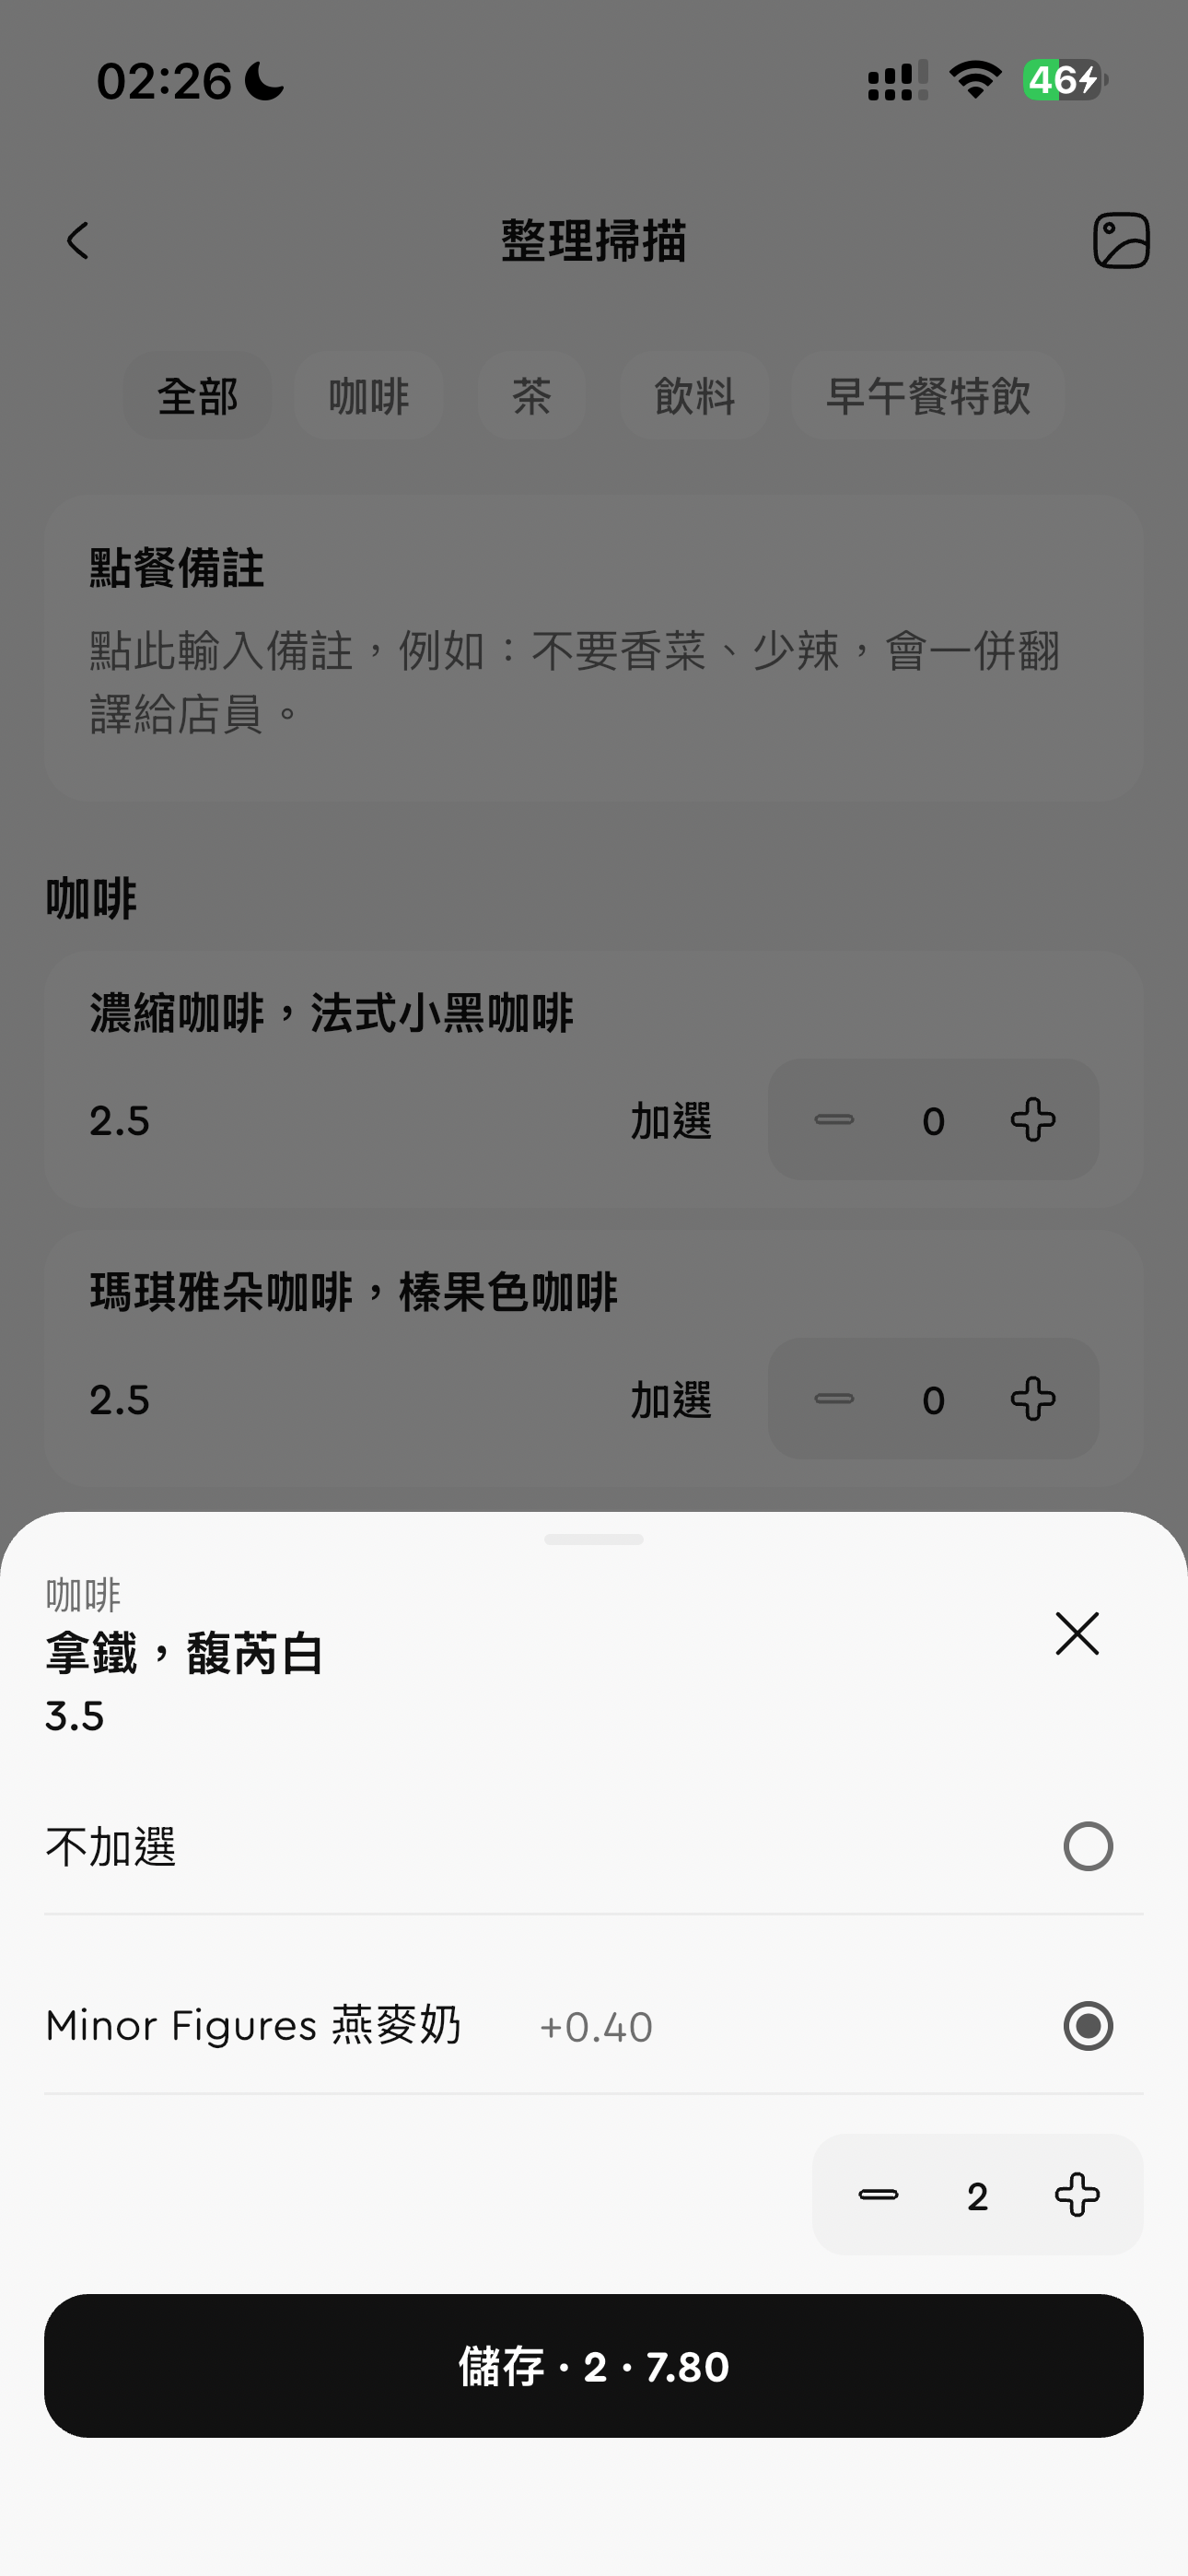 02:26
46
整理掃描
全部 咖啡 茶 飲料 早午餐特飲
點餐備註
點此輸入備註，例如：不要香菜、少辣，會一併翻
譯給店員。
咖啡
濃縮咖啡，法式小黑咖啡
2.5 加選 0
瑪琪雅朵咖啡，榛果色咖啡
2.5 加選 0
咖啡
拿鐵，馥芮白
3.5
不加選
Minor Figures 燕麥奶 +0.40
2
儲存 · 2 · 7.80